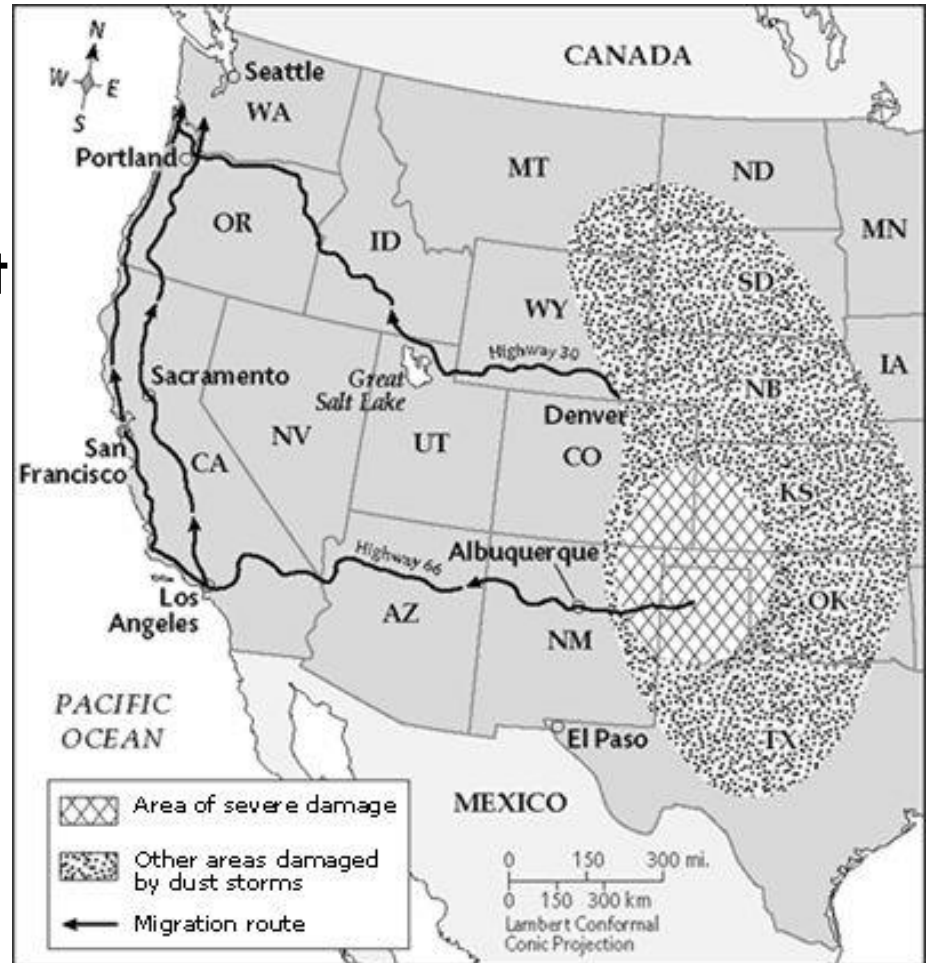 N
W
E
S
CANADA
Seattle
WA
Portland
MT
ND
OR
ID
MN
SD
WY
Highway 30
IA
Sacramento
Great
Salt Lake
NB
Denver
NV
UT
CO
San
Francisco
CA
KS
Highway 66
Albuquerque
Los
Angeles
AZ
OK
NM
PACIFIC
OCEAN
El Paso
TX
MEXICO
Area of severe damage
Other areas damaged
by dust storms
Migration route
0 150 300 mi.
0 150 300 km
Lambert Conformal
Conic Projection